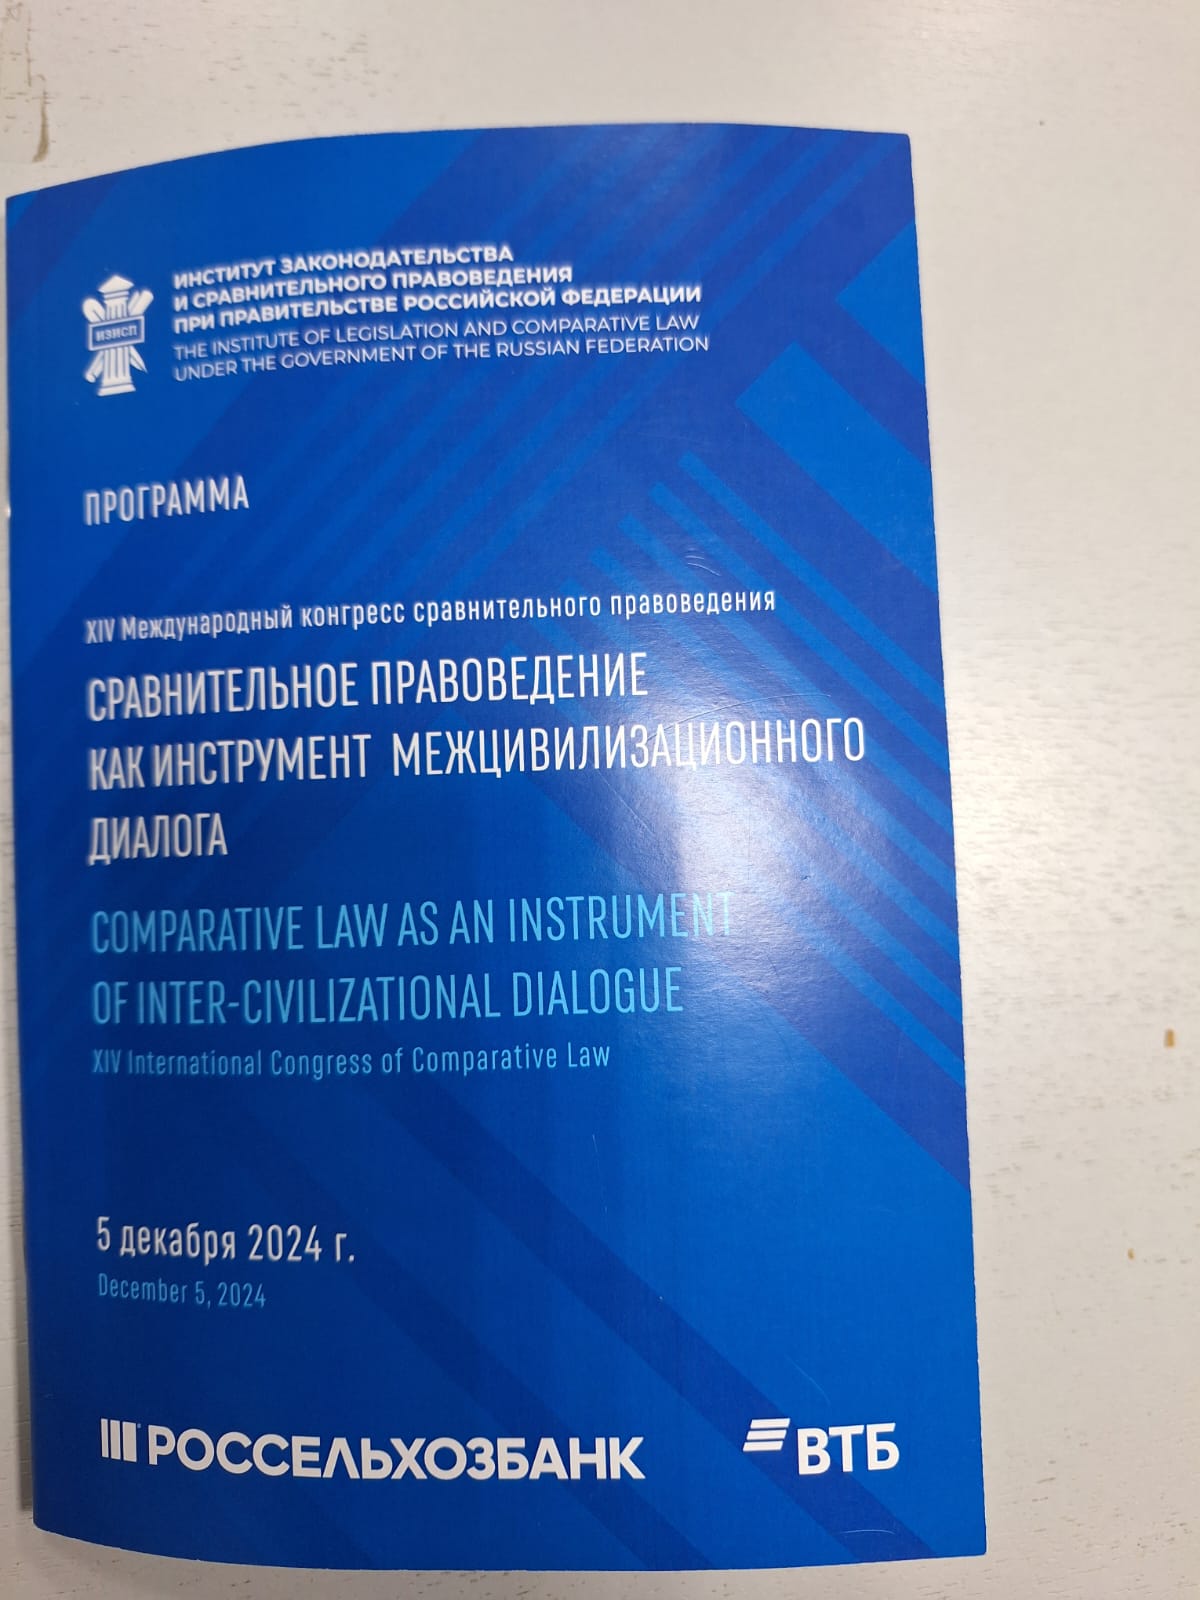 ИНСТИТУТ ЗАКОНОДАТЕЛЬСТВА
И СРАВНИТЕЛЬНОГО ПРАВОВЕДЕНИЯ
ПРИ ПРАВИТЕЛЬСТВЕ РОССИЙСКОЙ ФЕДЕРАЦИИ
THE INSTITUTE OF LEGISLATION AND COMPARATIVE LAW
UNDER THE GOVERNMENT OF THE RUSSIAN FEDERATION
ИЗИСП
ПРОГРАММА
XIV Международный конгресс сравнительного правоведения
СРАВНИТЕЛЬНОЕ ПРАВОВЕДЕНИЕ
КАК ИНСТРУМЕНТ МЕЖЦИВИЛИЗАЦИОННОГО
ДИАЛОГА
COMPARATIVE LAW AS AN INSTRUMENT
OF INTER-CIVILIZATIONAL DIALOGUE
XIV International Congress of Comparative Law
5 декабря 2024 г.
December 5, 2024
РОССЕЛЬХОЗБАНК
ВТБ